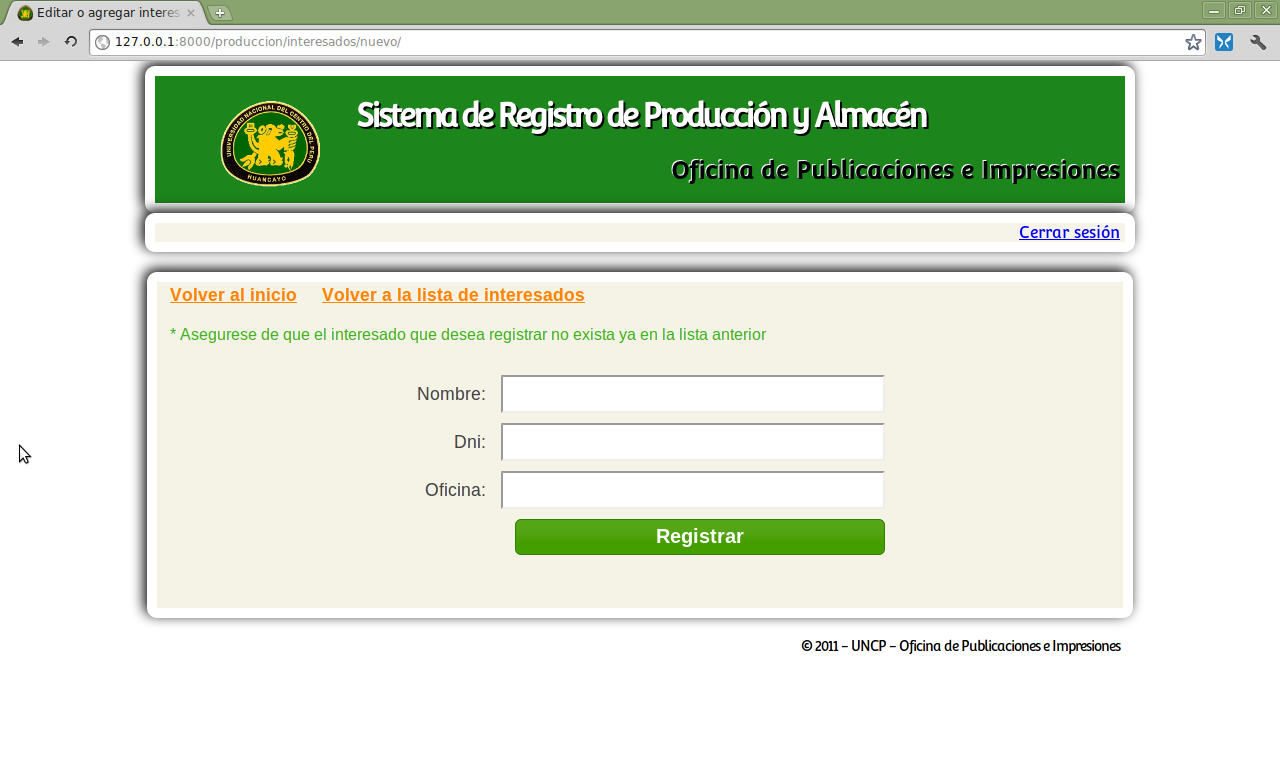 Editar o agregar interes
127.0.0.1:8000/produccion/interesados/nuevo/
UNIVERSIDAD NACIONAL DEL CENTRO DEL PERU
HUANCAYO
Sistema de Registro de Producción y Almacén
Oficina de Publicaciones e Impresiones
Cerrar sesión
Volver al inicio Volver a la lista de interesados
* Asegurese de que el interesado que desea registrar no exista ya en la lista anterior
Nombre:
Dni:
Oficina:
Registrar
© 2011 – UNCP – Oficina de Publicaciones e Impresiones